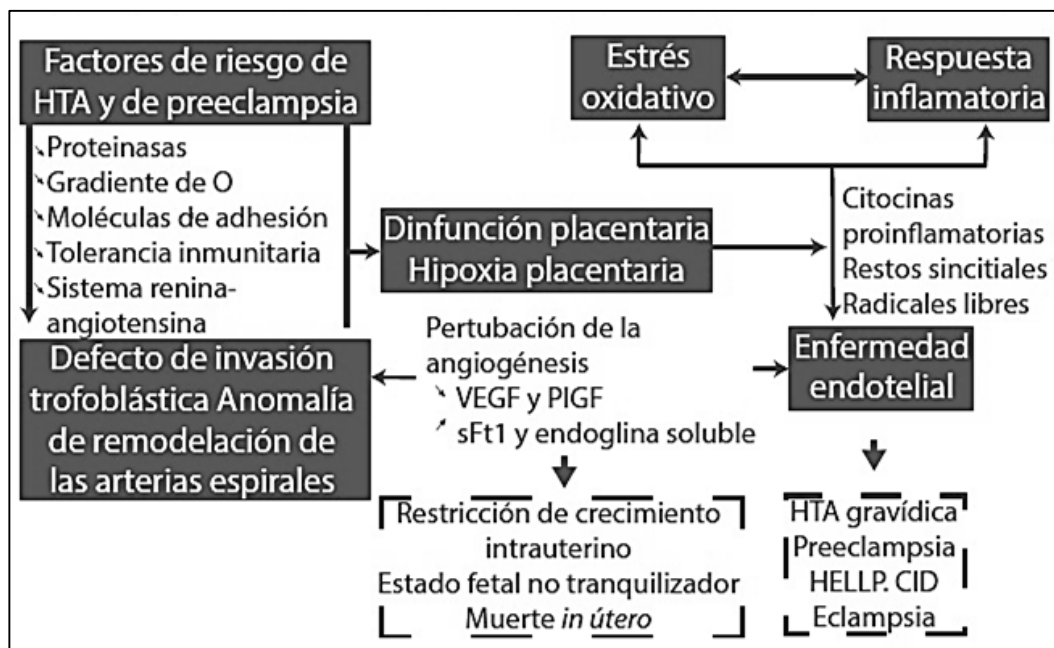 Factores de riesgo de
HTA y de preeclampsia
Proteinasas
Gradiente de O
Moléculas de adhesión
Tolerancia inmunitaria
Sistema renina-
angiotensina
Defecto de invasión
trofoblástica Anomalía
de remodelación de
las arterias espirales
Dinfunción placentaria
Hipoxia placentaria
Estrés
oxidativo
Respuesta
inflamatoria
Citocinas
proinflamatorias
Restos sincitiales
Radicales libres
Pertubación de la
angiogénesis
VEGF y PIGF
sFt1 y endoglina soluble
Enfermedad
endotelial
Restricción de crecimiento
intrauterino
Estado fetal no tranquilizador
Muerte in útero
HTA gravídica
Preeclampsia
HELLP. CID
Eclampsia